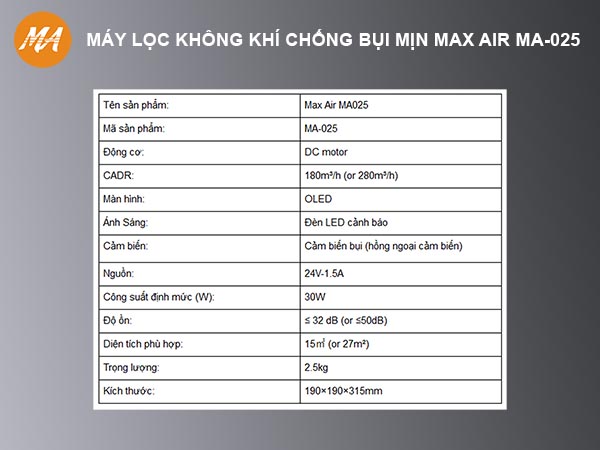 MA
MÁY LỌC KHÔNG KHÍ CHỐNG BỤI MỊN MAX AIR MA-025
Tên sản phẩm: Max Air MA025
Mã sản phẩm: MA-025
Động cơ: DC motor
CADR: 180m³/h (or 280m³/h)
Màn hình: OLED
Ánh Sáng: Đèn LED cảnh báo
Cảm biến: Cảm biến bụi (hồng ngoại cảm biến)
Nguồn: 24V-1.5A
Công suất định mức (W): 30W
Độ ồn: ≤ 32 dB (or ≤50dB)
Diện tích phù hợp: 15㎡ (or 27m²)
Trọng lượng: 2.5kg
Kích thước: 190×190×315mm